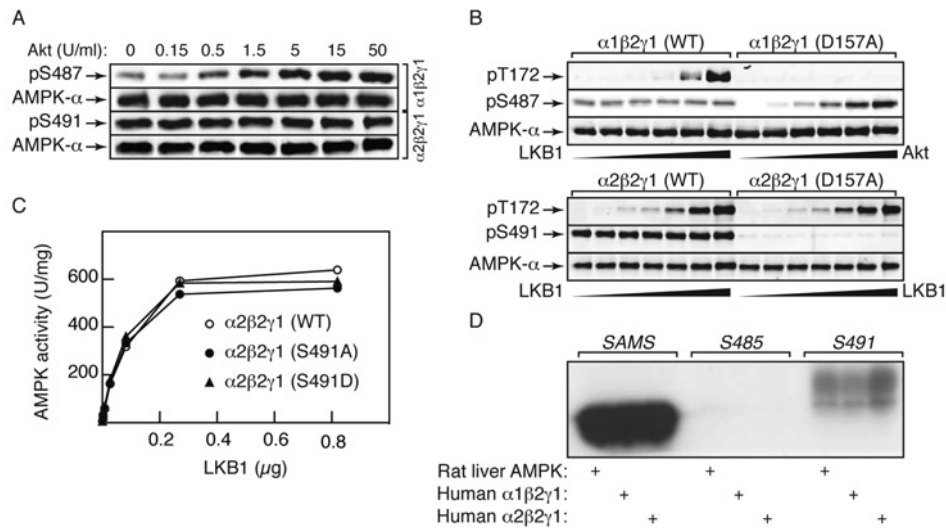 A
Akt (U/ml): 0 0.15 0.5 1.5 5 15 50
pS487
AMPK-α
pS491
AMPK-α
α1β2γ1
α2β2γ1
B
α1β2γ1 (WT) α1β2γ1 (D157A)
pT172
pS487
AMPK-α
LKB1 Akt
α2β2γ1 (WT) α2β2γ1 (D157A)
pT172
pS491
AMPK-α
LKB1 LKB1
C
AMPK activity (U/mg)
600
400
200
α2β2γ1 (WT)
α2β2γ1 (S491A)
α2β2γ1 (S491D)
0.2 0.4 0.6 0.8
LKB1 (µg)
D
SAMS S485 S491
Rat liver AMPK: + + +
Human α1β2γ1: + + +
Human α2β2γ1: + + +